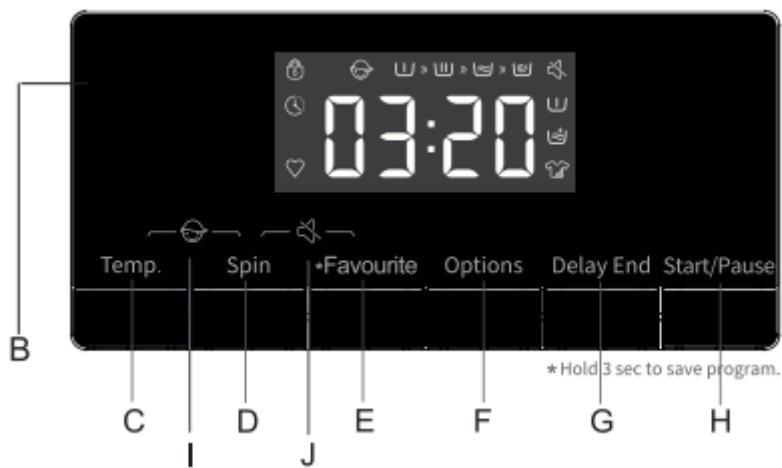 03:20
Temp. Spin *Favourite Options Delay End Start/Pause
B
*Hold 3 sec to save program.
C D E F G H
I J